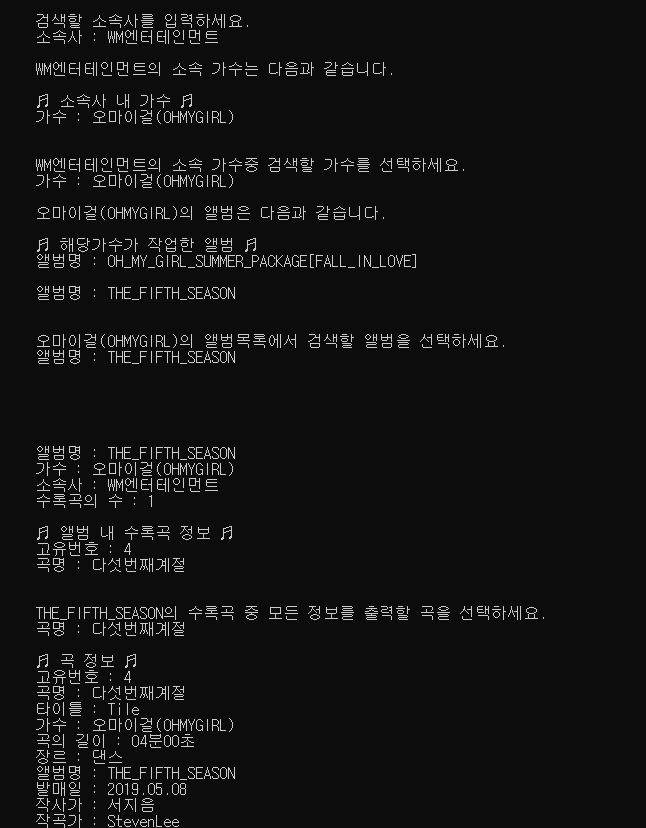 검색할 소속사를 입력하세요.
소속사 : WM엔터테인먼트
WM엔터테인먼트의 소속 가수는 다음과 같습니다.
♬ 소속사 내 가수 ♬
가수 : 오마이걸(OHMYGIRL)
WM엔터테인먼트의 소속 가수중 검색할 가수를 선택하세요.
가수 : 오마이걸(OHMYGIRL)
오마이걸(OHMYGIRL)의 앨범은 다음과 같습니다.
♬ 해당가수가 작업한 앨범 ♬
앨범명 : OH_MY_GIRL_SUMMER_PACKAGE[FALL_IN_LOVE]
앨범명 : THE_FIFTH_SEASON
오마이걸(OHMYGIRL)의 앨범목록에서 검색할 앨범을 선택하세요.
앨범명 : THE_FIFTH_SEASON
앨범명 : THE_FIFTH_SEASON
가수 : 오마이걸(OHMYGIRL)
소속사 : WM엔터테인먼트
수록곡의 수 : 1
♬ 앨범 내 수록곡 정보 ♬
고유번호 : 4
곡명 : 다섯번째계절
THE_FIFTH_SEASON의 수록곡 중 모든 정보를 출력할 곡을 선택하세요.
곡명 : 다섯번째계절
♬ 곡 정보 ♬
고유번호 : 4
곡명 : 다섯번째계절
타이틀 : Tile
가수 : 오마이걸(OHMYGIRL)
곡의 길이 : 04분00초
장르 : 댄스
앨범명 : THE_FIFTH_SEASON
발매일 : 2019.05.08
작사가 : 서지음
작곡가 : StevenLee